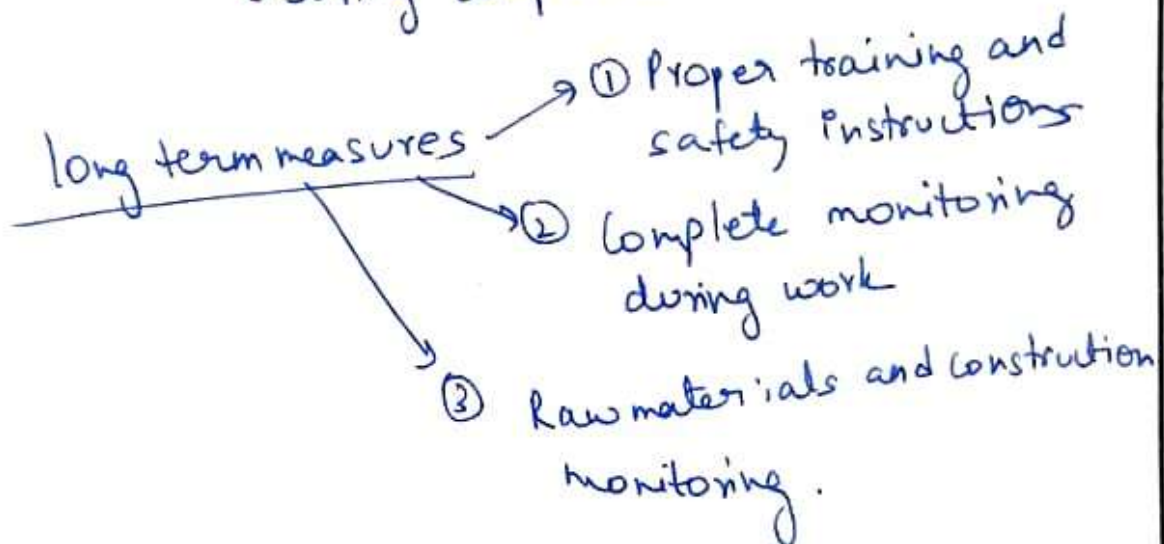 ① Proper training and
long term measures
safety instructions
② Complete monitoring
during work
③ Raw materials and constrution
monitoring.